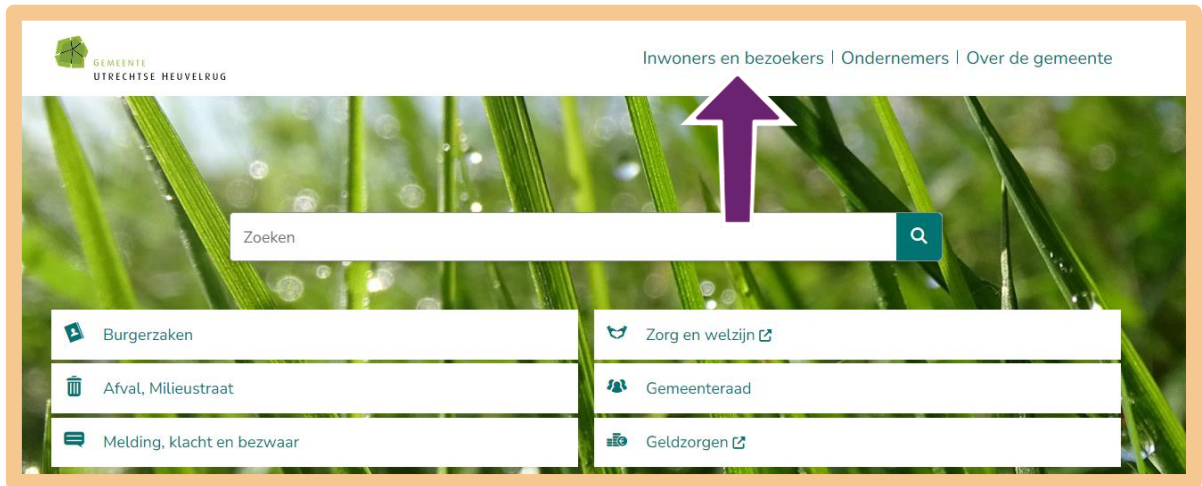 GEMEENTE
UTRECHTSE HEUVELRUG
Inwoners en bezoekers | Ondernemers | Over de gemeente
Zoeken
Burgerzaken
Zorg en welzijn
Afval, Milieustraat
Gemeenteraad
Melding, klacht en bezwaar
Geldzorgen